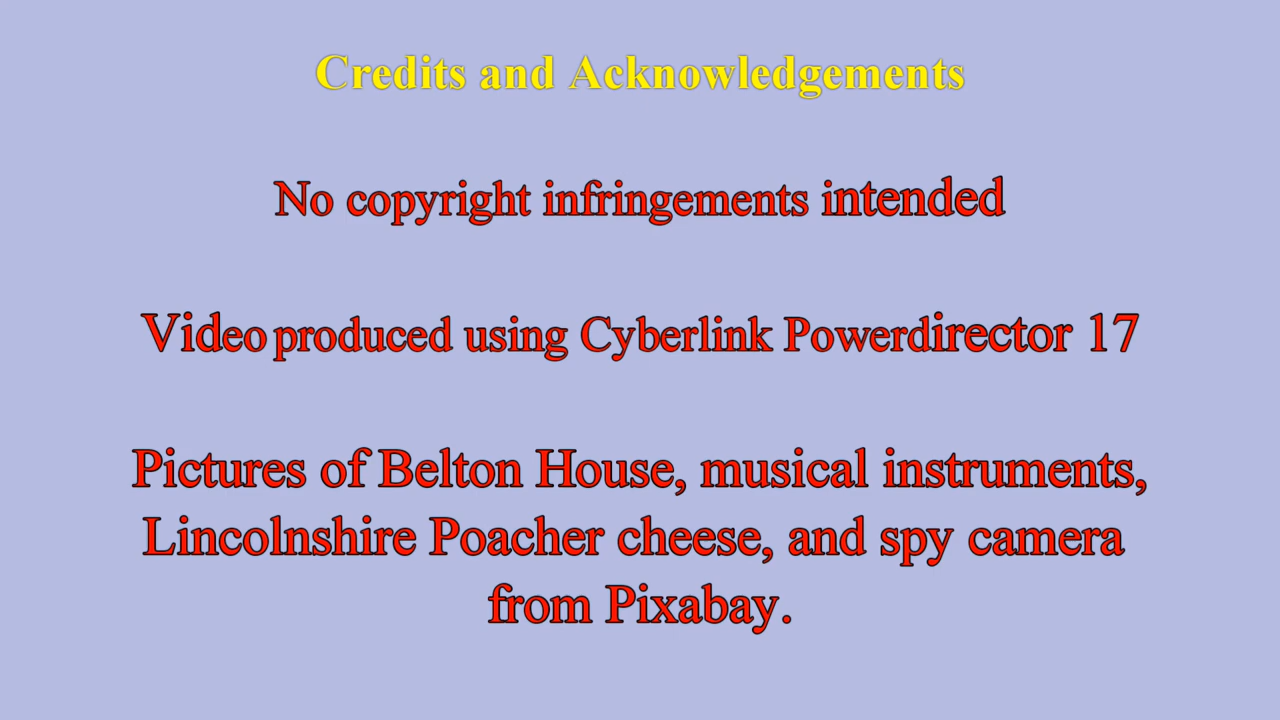 Credits and Acknowledgements
No copyright infringements intended
Video produced using Cyberlink Powerdirector 17
Pictures of Belton House, musical instruments,
Lincolnshire Poacher cheese, and spy camera
from Pixabay.